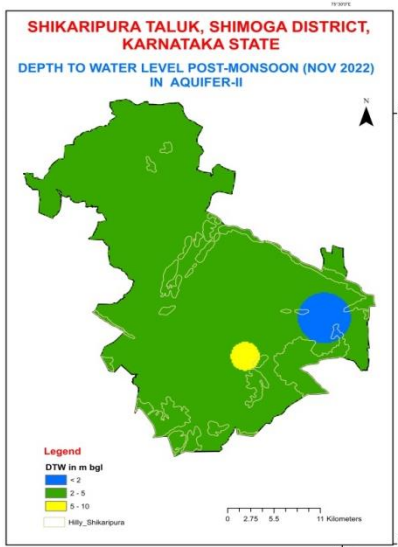 SHIKARIPURA TALUK, SHIMOGA DISTRICT,
KARNATAKA STATE
DEPTH TO WATER LEVEL POST-MONSOON (NOV 2022)
IN AQUIFER-II
N
Legend
DTW in m bgl
< 2
2 - 5
5 - 10
Hilly_Shikaripura
0 2.75 5.5 11 Kilometers